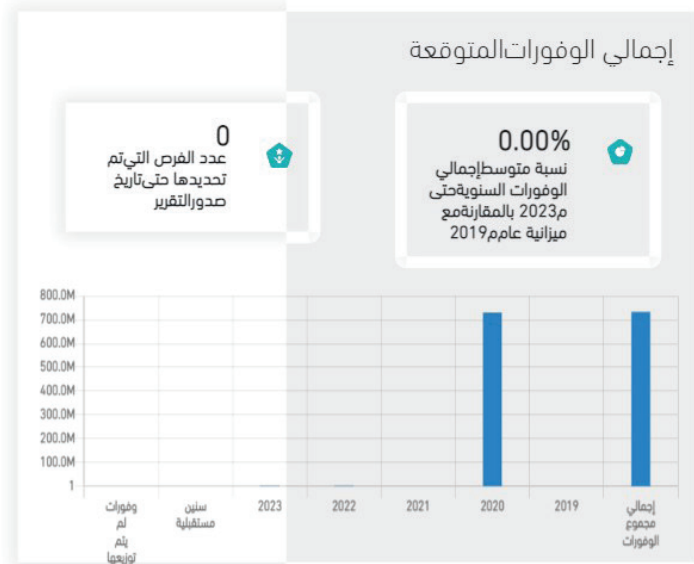 إجمالي الوفوراتالمتوقعة
0.00%
نسبة متوسطإجمالي
الوفورات السنويةحتى
2023م بالمقارنةمع
ميزانية عامم2019
0
عدد الفرص التيتم
تحديدها حتىتاريخ
صدورالتقرير
800.0M
700.0M
600.0M
500.0M
400.0M
300.0M
200.0M
100.0M
1
إجمالي
مجموع
الوفورات
2019
2020
2021
2022
2023
سنين
مستقبلية
وفورات
لم
يتم
توزيعها